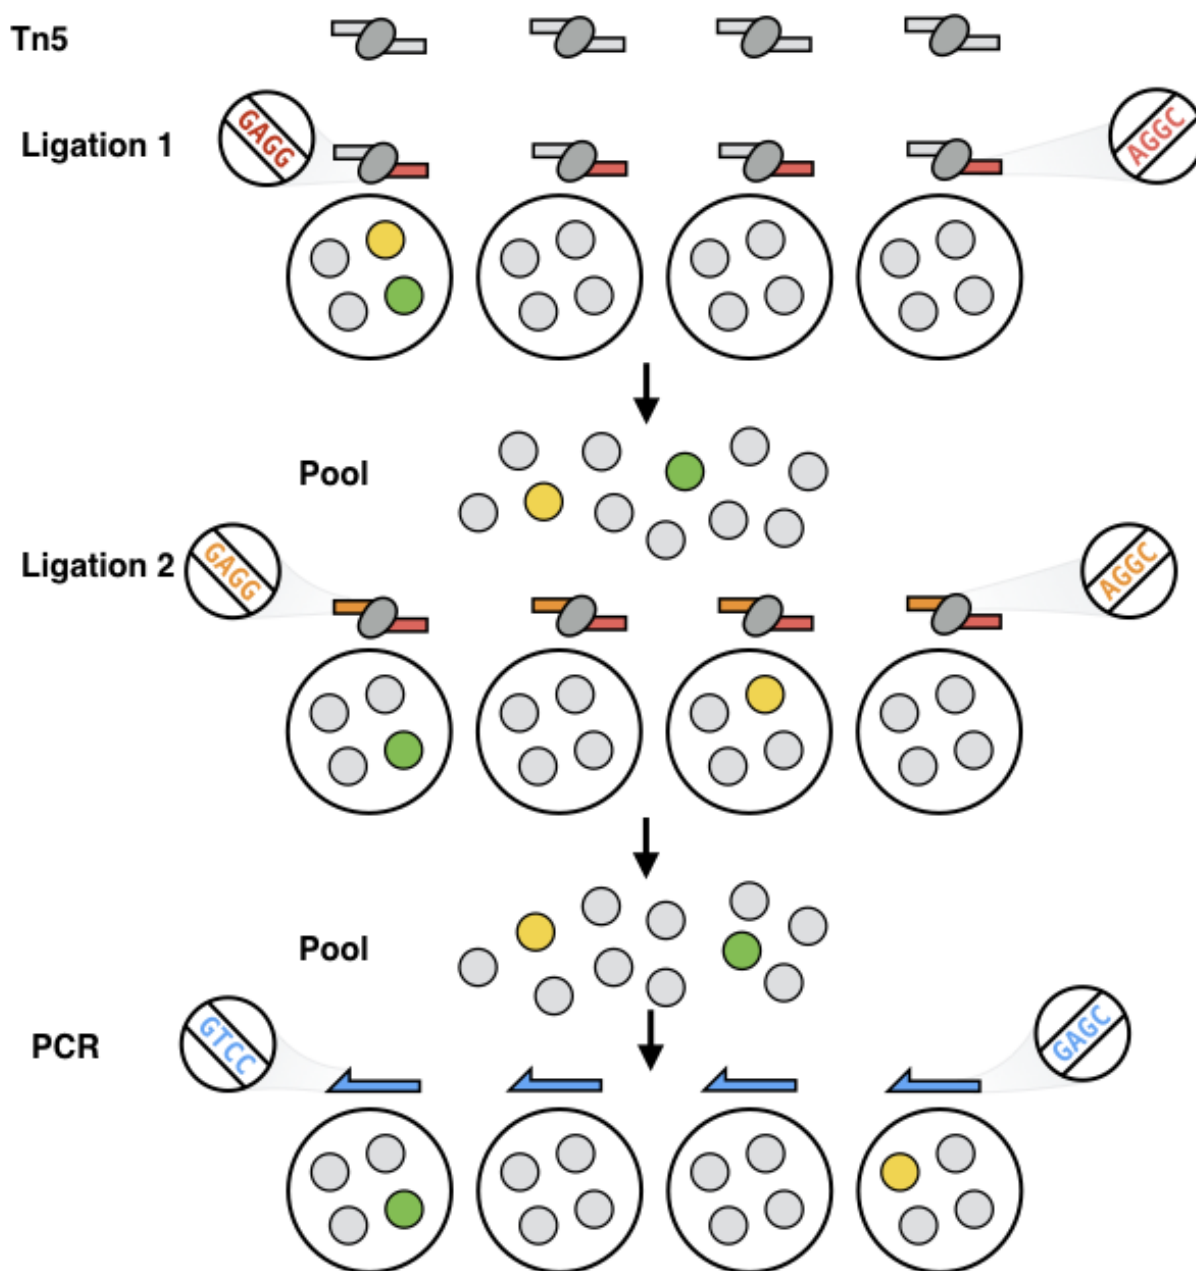 Tn5
Ligation 1
GAGG
AGGC
Pool
Ligation 2
GAGG
AGGC
Pool
PCR
GTCC
GAGC